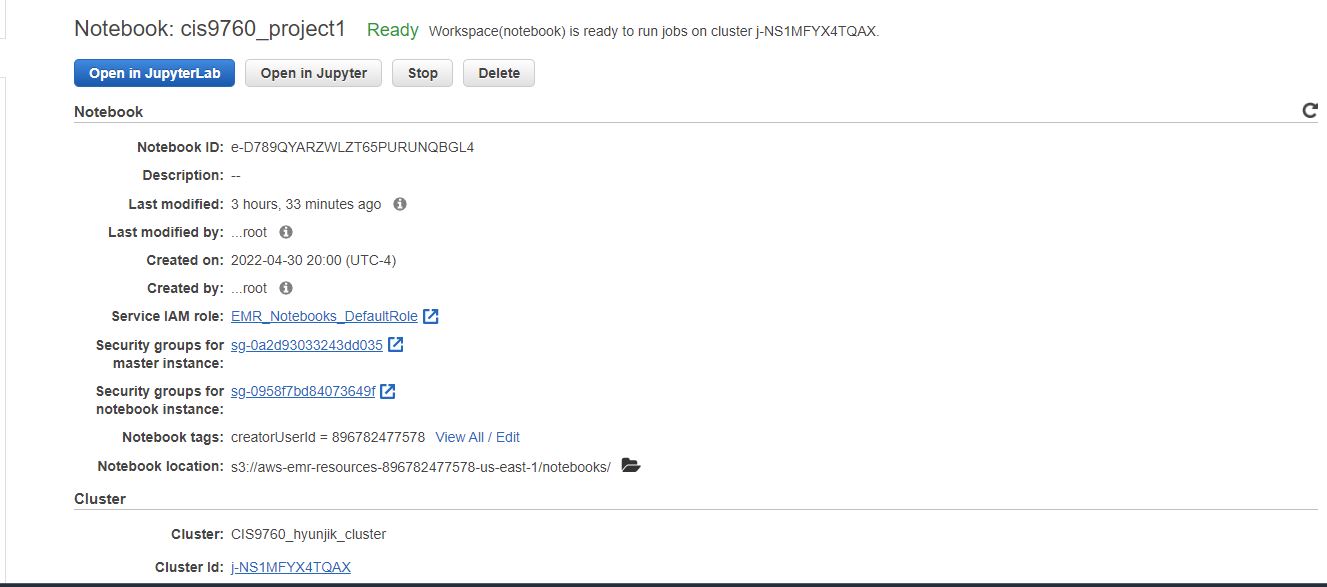 Notebook: cis9760_project1 Ready Workspace(notebook) is ready to run jobs on cluster j-NS1MFYX4TQAX.
Open in JupyterLab Open in Jupyter Stop Delete
Notebook
Notebook ID: e-D789QYARZWLZT65PURUNQBGL4
Description: --
Last modified: 3 hours, 33 minutes ago
Last modified by: ...root
Created on: 2022-04-30 20:00 (UTC-4)
Created by: ...root
Service IAM role: EMR_Notebooks_DefaultRole
Security groups for sg-0a2d93033243dd035
master instance:
Security groups for sg-0958f7bd84073649f
notebook instance:
Notebook tags: creatorUserId = 896782477578 View All / Edit
Notebook location: s3://aws-emr-resources-896782477578-us-east-1/notebooks/
Cluster
Cluster: CIS9760_hyunjik_cluster
Cluster Id: j-NS1MFYX4TQAX